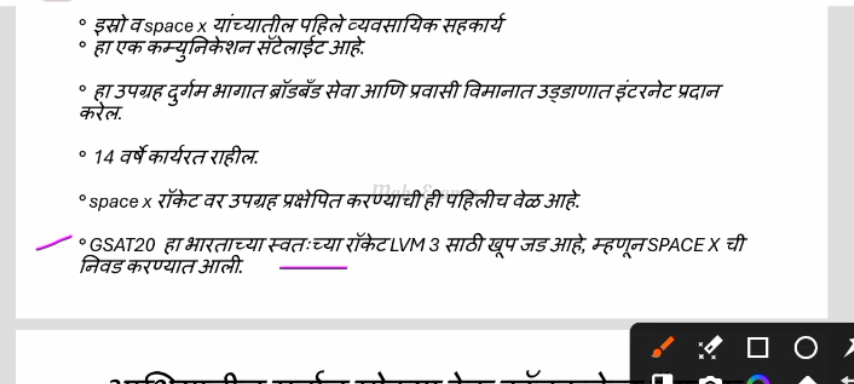 ° इस्रो व space x यांच्यातील पहिले व्यवसायिक सहकार्य
° हा एक कम्युनिकेशन सॅटेलाईट आहे.
° हा उपग्रह दुर्गम भागात ब्रॉडबँड सेवा आणि प्रवासी विमानात उड्डाणात इंटरनेट प्रदान
करेल.
° 14 वर्षे कार्यरत राहील.
° space x रॉकेट वर उपग्रह प्रक्षेपित करण्याची ही पहिलीच वेळ आहे.
° GSAT20 हा भारताच्या स्वतःच्या रॉकेट LVM 3 साठी खूप जड आहे, म्हणून SPACE X ची
निवड करण्यात आली.